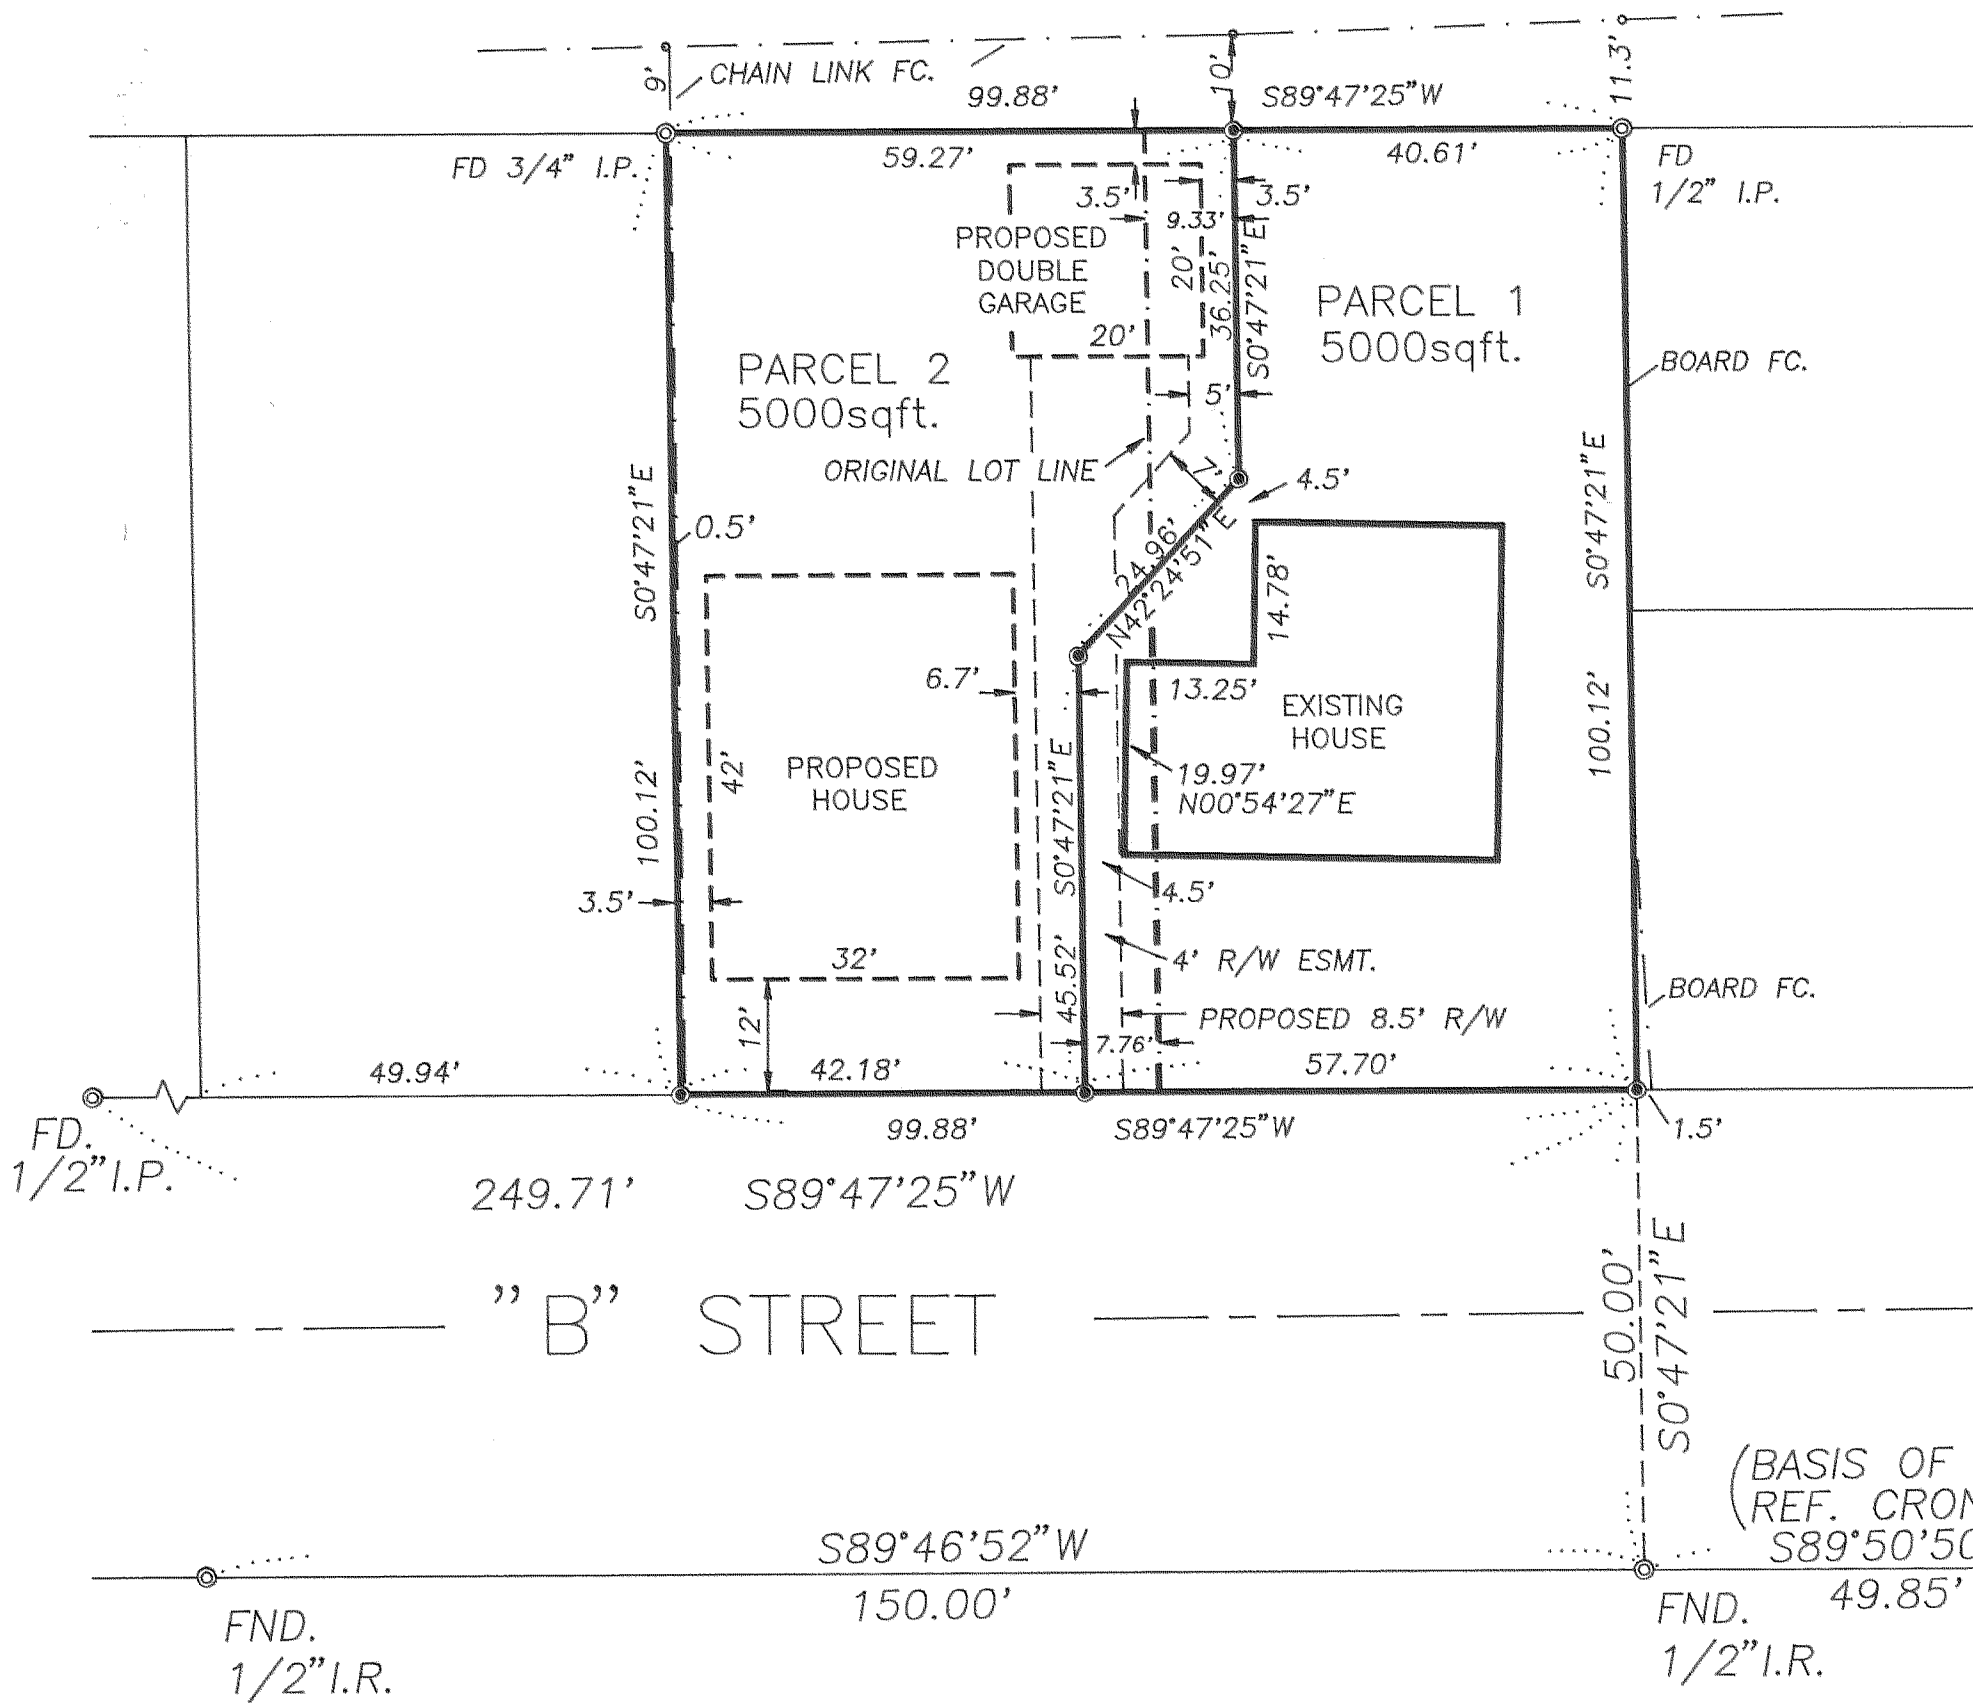 9'
CHAIN LINK FC.
10'
11.3'
99.88'
S89°47'25"W
FD 3/4" I.P.
59.27'
40.61'
FD
1/2" I.P.
3.5'
3.5'
9.33'
PROPOSED
DOUBLE
GARAGE
20'
36.25'
S0°47'21"E
20'
PARCEL 1
5000sqft.
PARCEL 2
5000sqft.
BOARD FC.
5'
ORIGINAL LOT LINE
7'
4.5'
S0°47'21"E
0.5'
24.96'
N42°24'51"E
14.78'
S0°47'21"E
6.7'
13.25'
EXISTING
HOUSE
100.12'
100.12'
42'
PROPOSED
HOUSE
S0°47'21"E
19.97'
N00°54'27"E
3.5'
4.5'
32'
45.52'
4' R/W ESMT.
BOARD FC.
12'
PROPOSED 8.5' R/W
7.76'
49.94'
42.18'
57.70'
FD.
1/2"I.P.
99.88'
S89°47'25"W
1.5'
249.71' S89°47'25"W
"B" STREET
50.00'
S0°47'21"E
(BASIS OF
REF. CRON
S89°50'50
S89°46'52"W
150.00'
49.85'
FND.
1/2"I.R.
FND.
1/2"I.R.